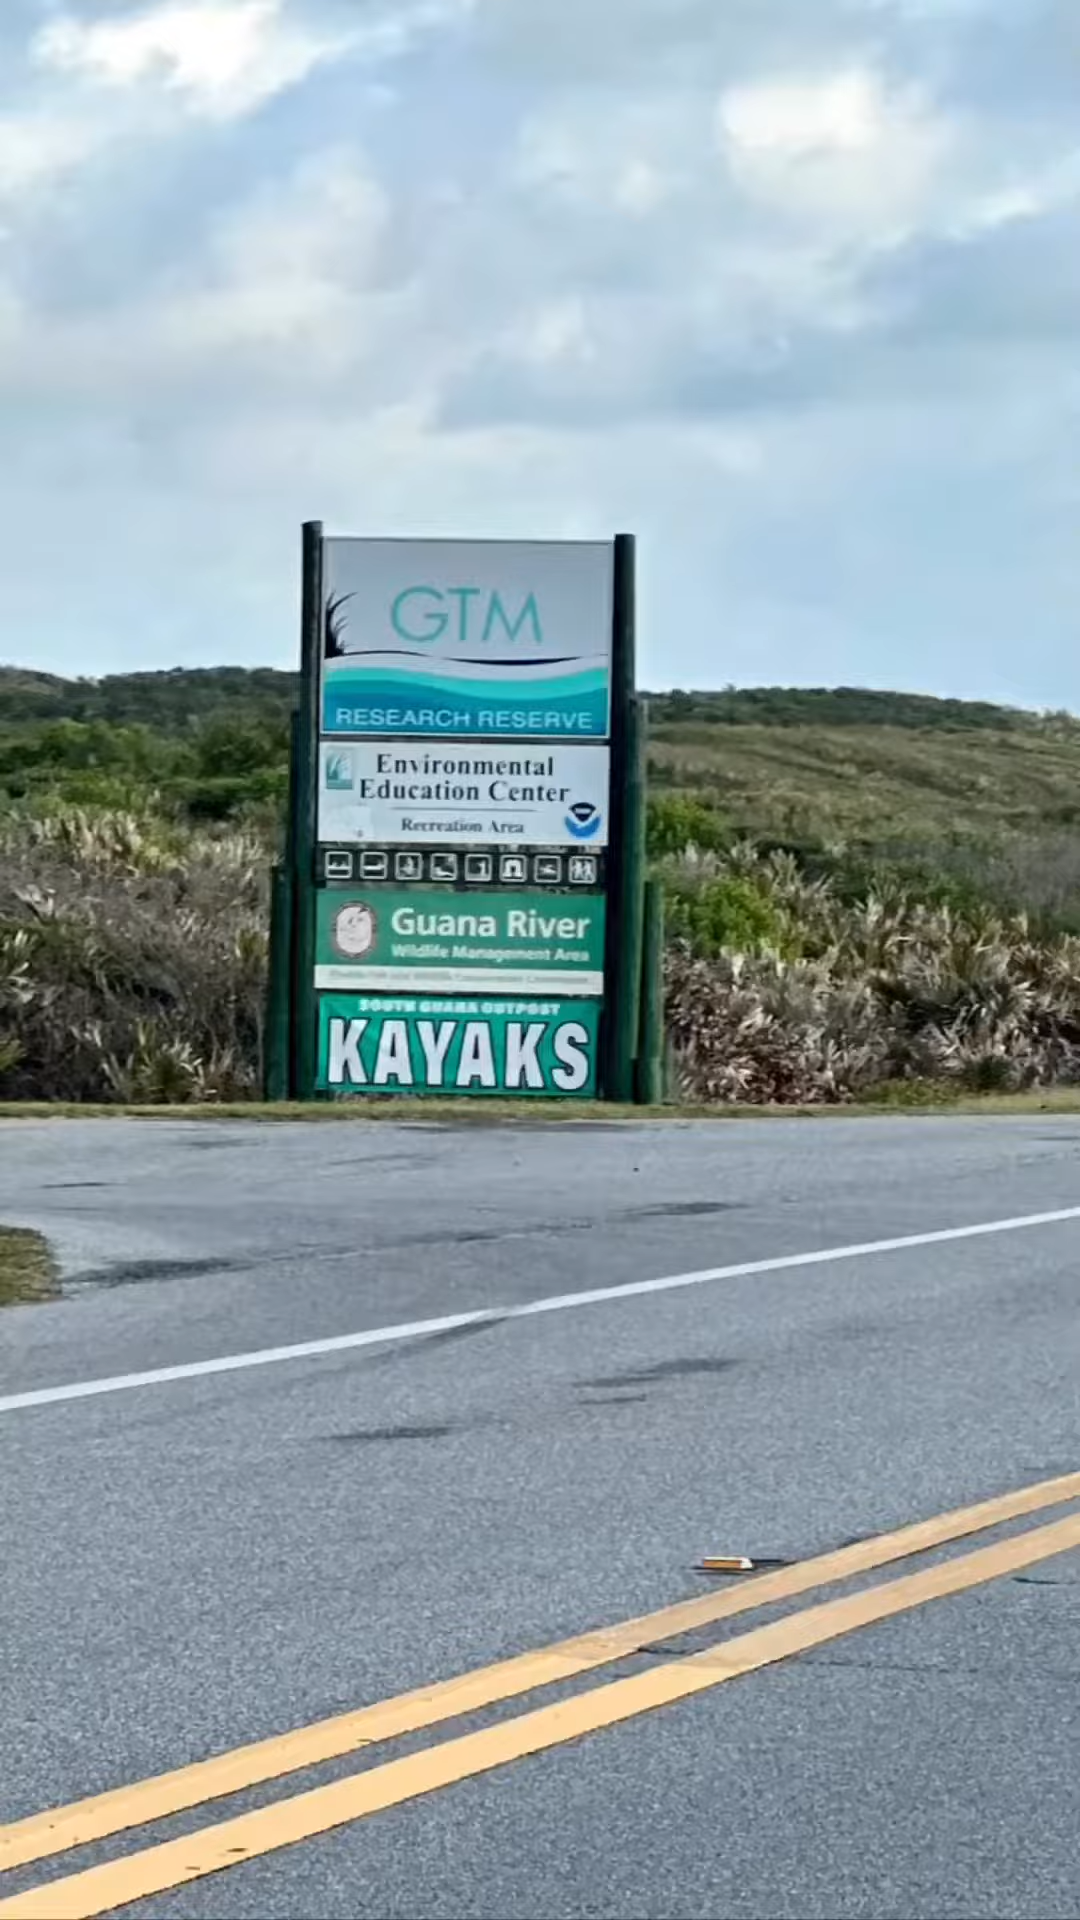 GTM
RESEARCH RESERVE
Environmental
Education Center
Recreation Area
Guana River
Wildlife Management Area
SOUTH GUANA OUTPOST
KAYAKS